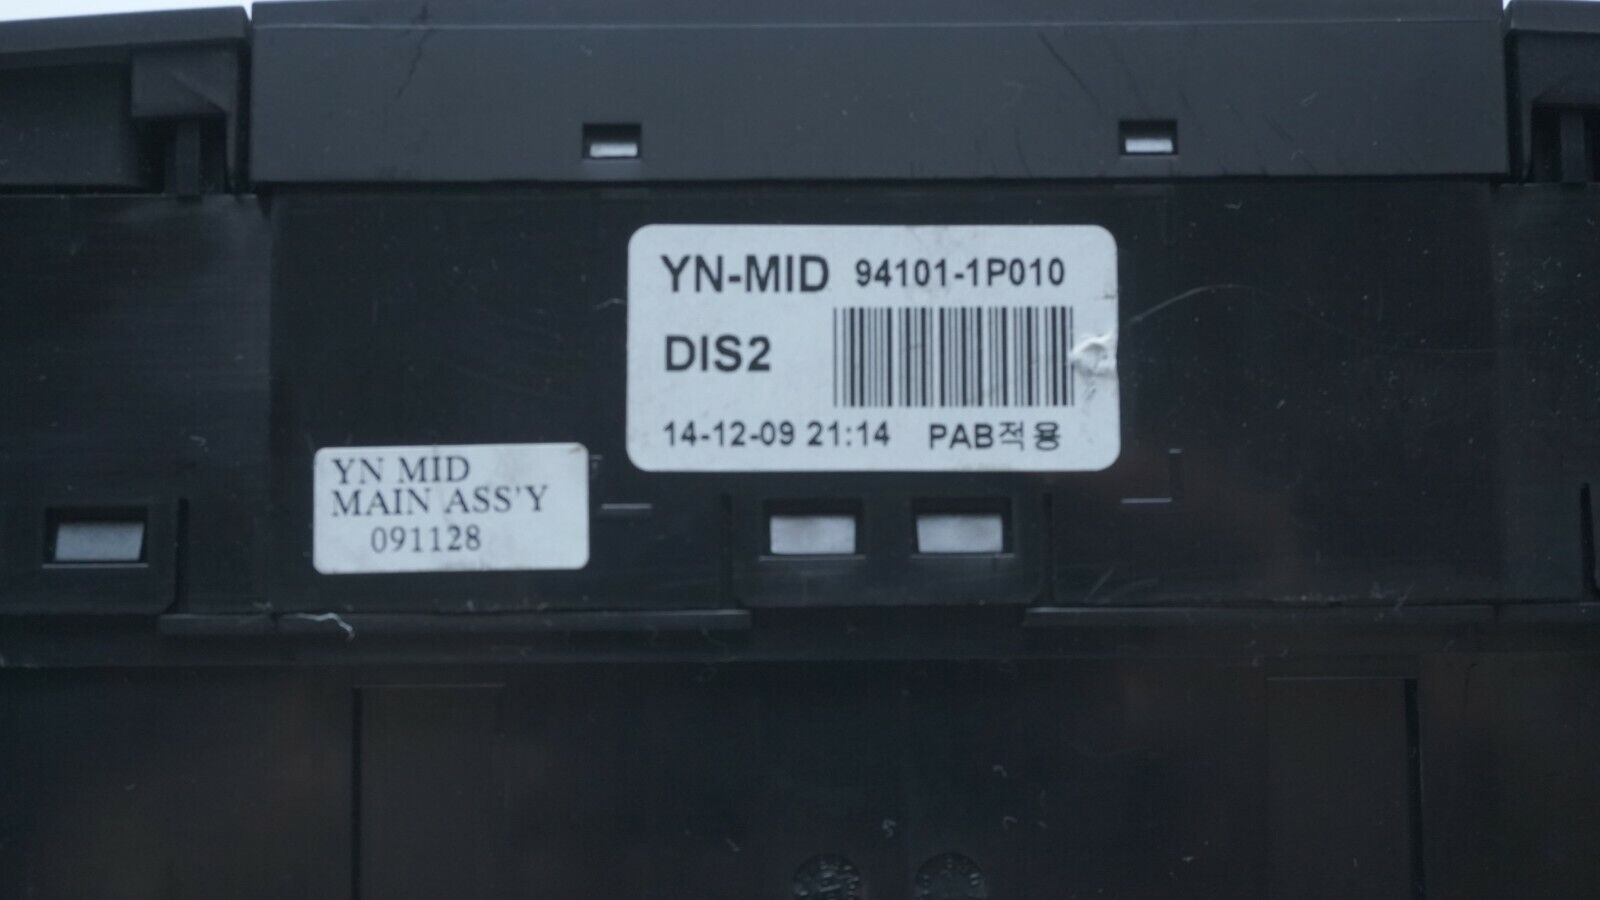 YN-MID 94101-1P010
DIS2
14-12-09 21:14 PAB적용
YN MID
MAIN ASS'Y
091128